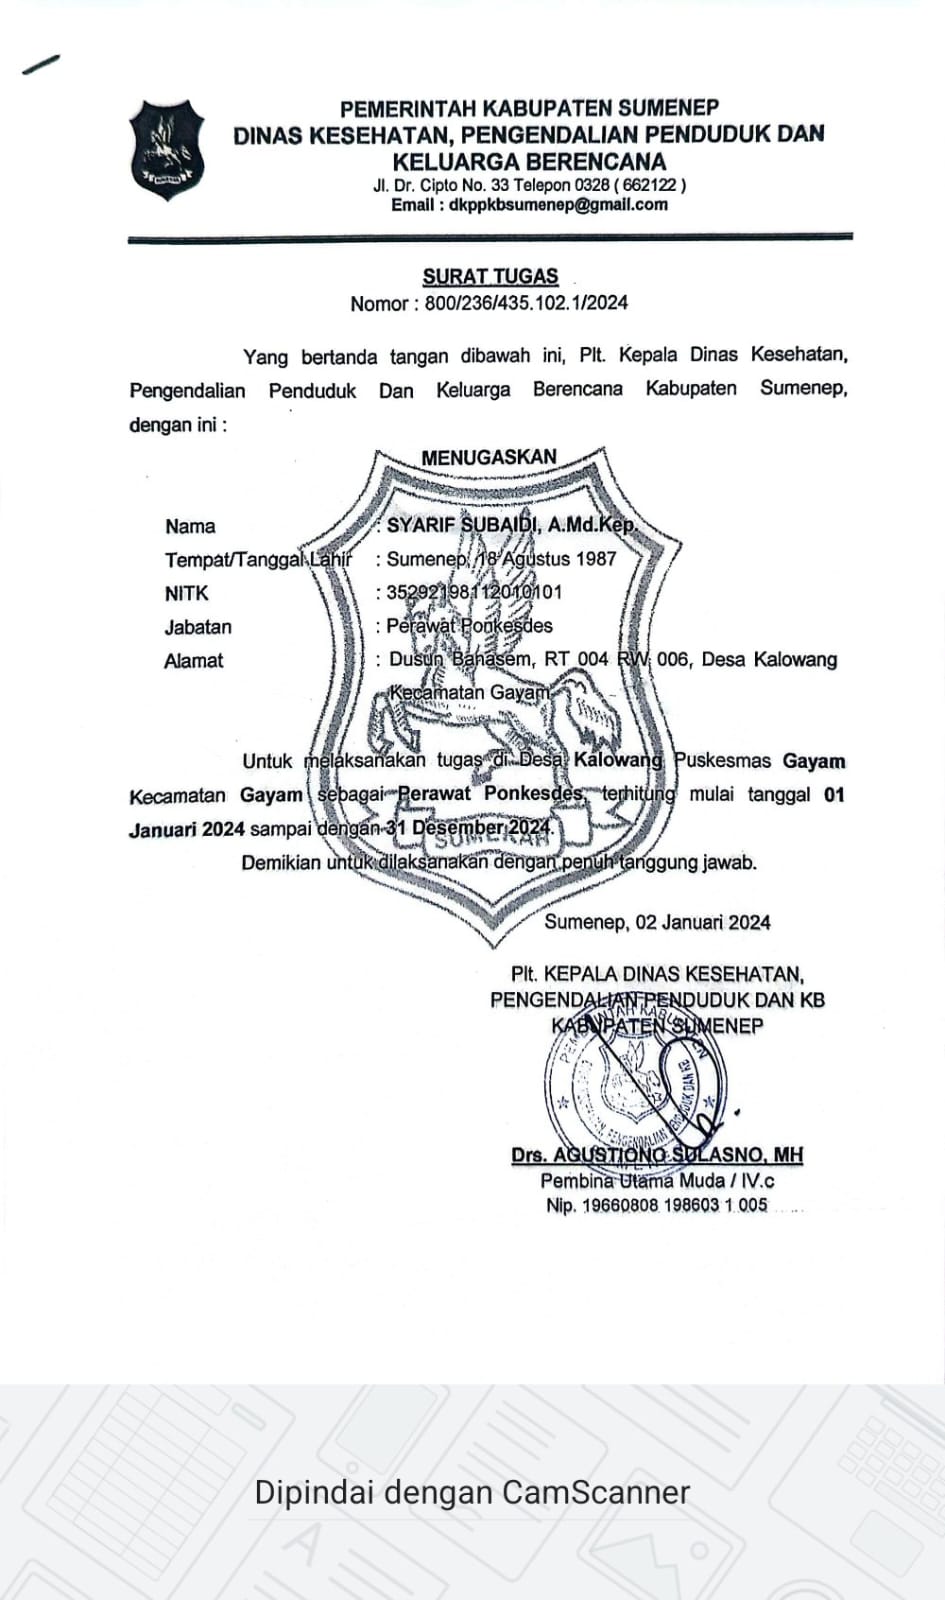 PEMERINTAH KABUPATEN SUMENEP
DINAS KESEHATAN, PENGENDALIAN PENDUDUK DAN
KELUARGA BERENCANA
Jl. Dr. Cipto No. 33 Telepon 0328 ( 662122 )
Email : dkppkbsumenep@gmail.com
SURAT TUGAS
Nomor : 800/236/435.102.1/2024
Yang bertanda tangan dibawah ini, Plt. Kepala Dinas Kesehatan,
Pengendalian Penduduk Dan Keluarga Berencana Kabupaten Sumenep,
dengan ini :
MENUGASKAN
Nama : SYARIF SUBAIDI, A.Md.Kep.
Tempat/Tanggal Lahir : Sumenep, 18 Agustus 1987
NITK : 35292198112010101
Jabatan : Perawat Ponkesdes
Alamat : Dusun Banasem, RT 004 RW 006, Desa Kalowang
Kecamatan Gayam
Untuk melaksanakan tugas di Desa Kalowang Puskesmas Gayam
Kecamatan Gayam sebagai Perawat Ponkesdes, terhitung mulai tanggal 01
Januari 2024 sampai dengan 31 Desember 2024.
SUMEKAR
Demikian untuk dilaksanakan dengan penuh tanggung jawab.
Sumenep, 02 Januari 2024
Plt. KEPALA DINAS KESEHATAN,
PENGENDALIAN PENDUDUK DAN KB
KABUPATEN SUMENEP
PEMERINTAH KABUPATEN
PENGENDALIAN PENDUDUK DAN KB
Drs. AGUSTIONO SULASNO, MH
Pembina Utama Muda / IV.c
Nip. 19660808 198603 1 005
Dipindai dengan CamScanner